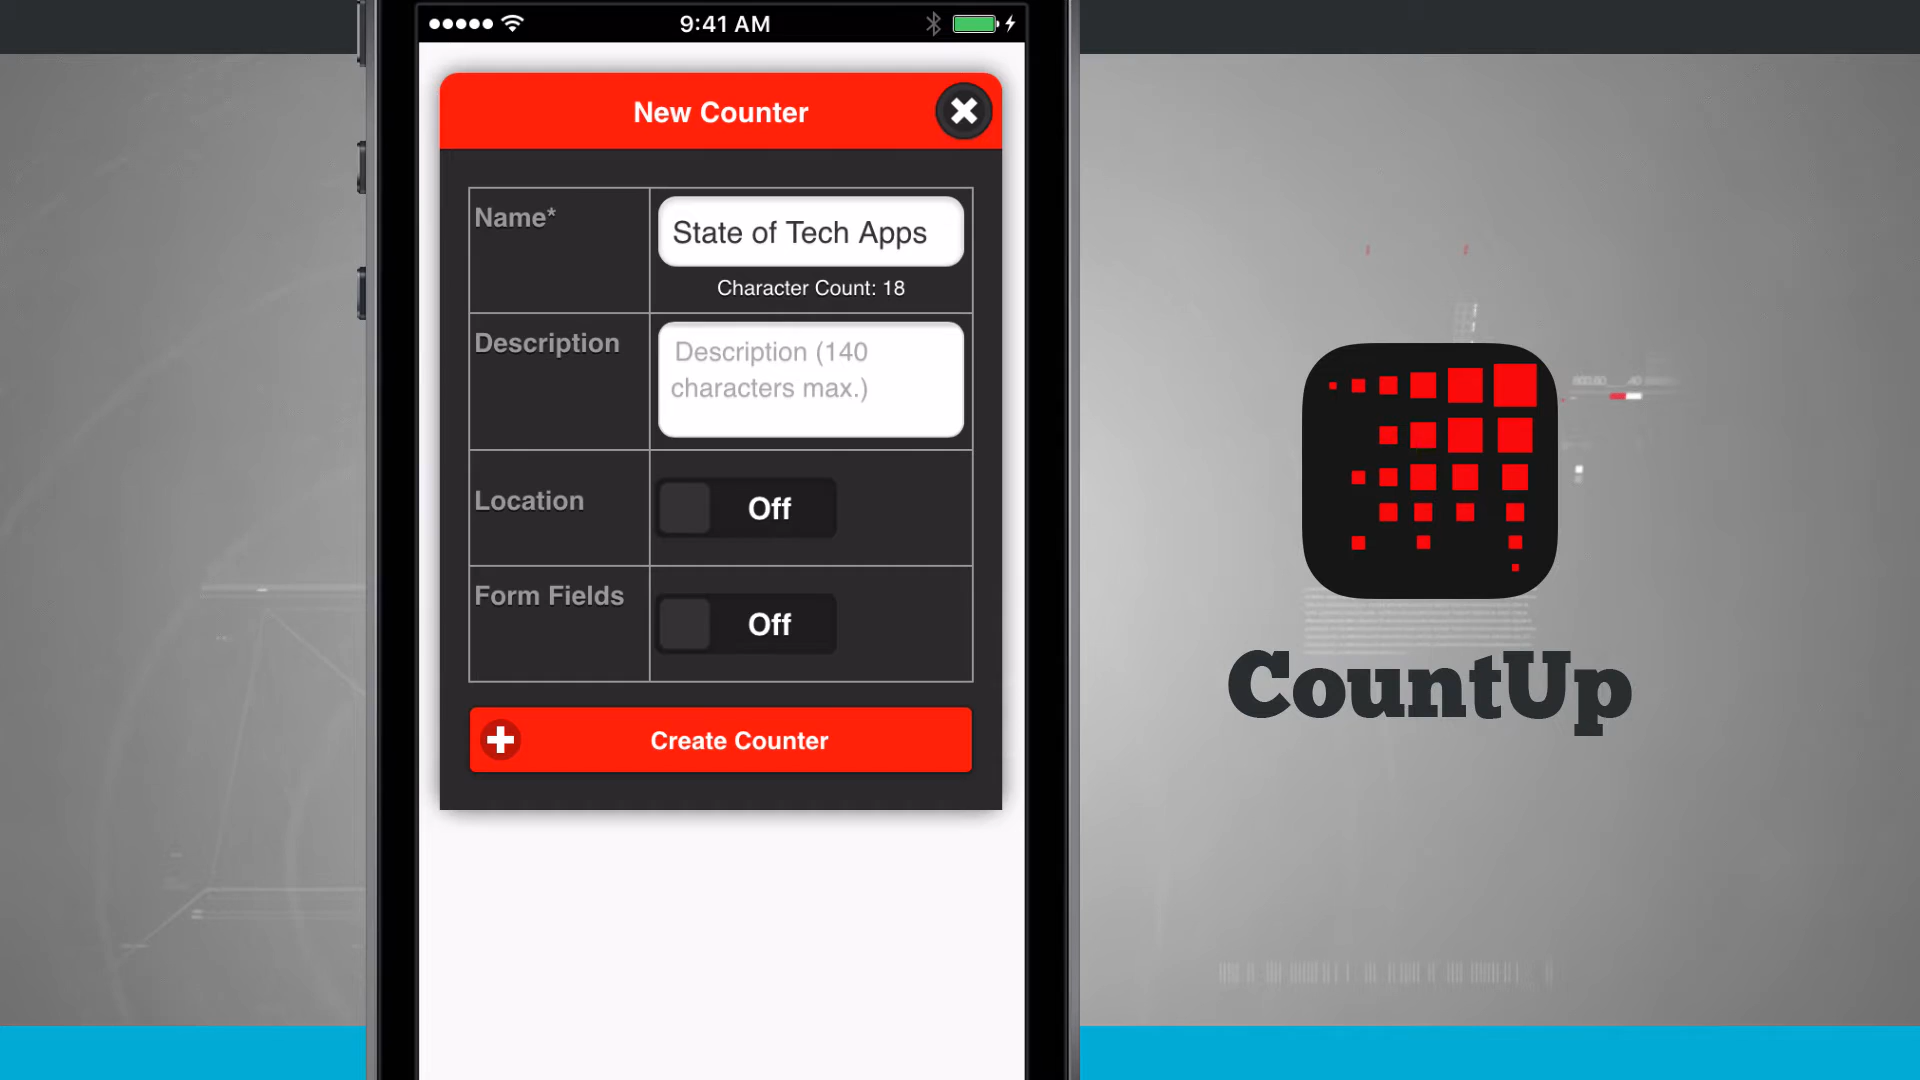 9:41 AM
New Counter
Name*
State of Tech Apps
Character Count: 18
Description
Description (140
characters max.)
Location
Off
Form Fields
Off
Create Counter
CountUp